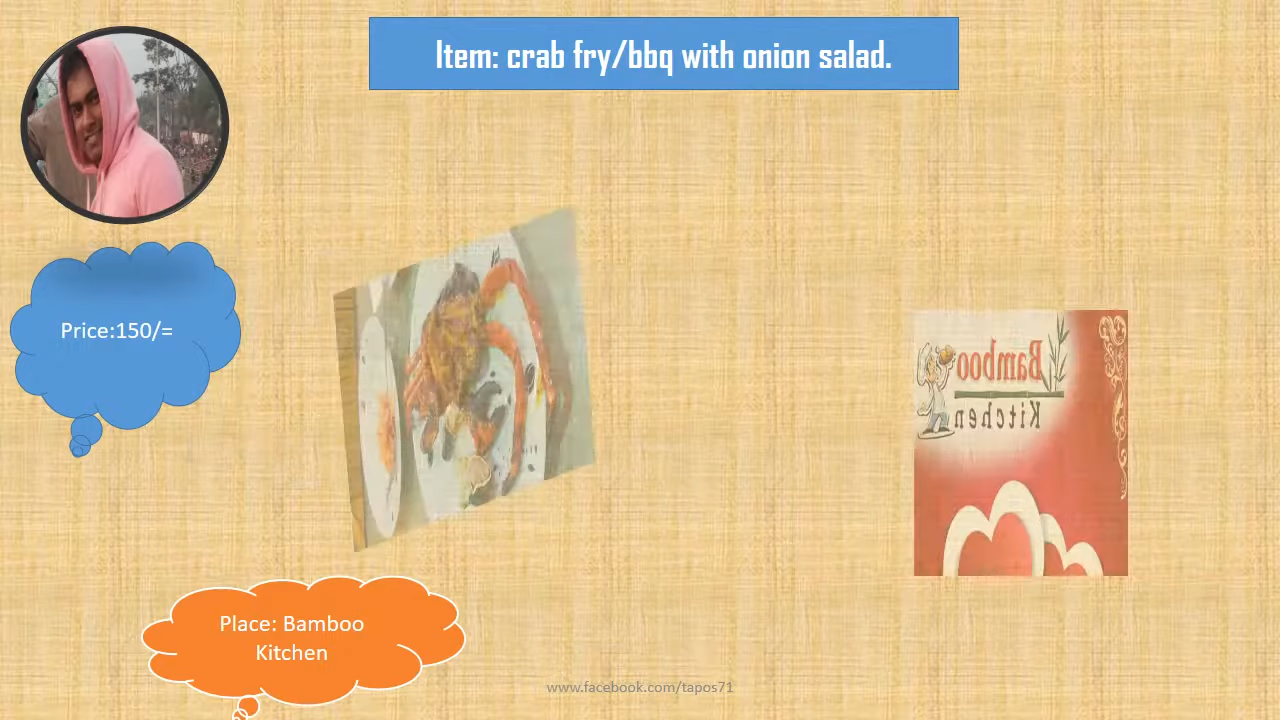 Item: crab fry/bbq with onion salad.
Price:150/=
Bamboo
Kitchen
Place: Bamboo
Kitchen
www.facebook.com/tapos71